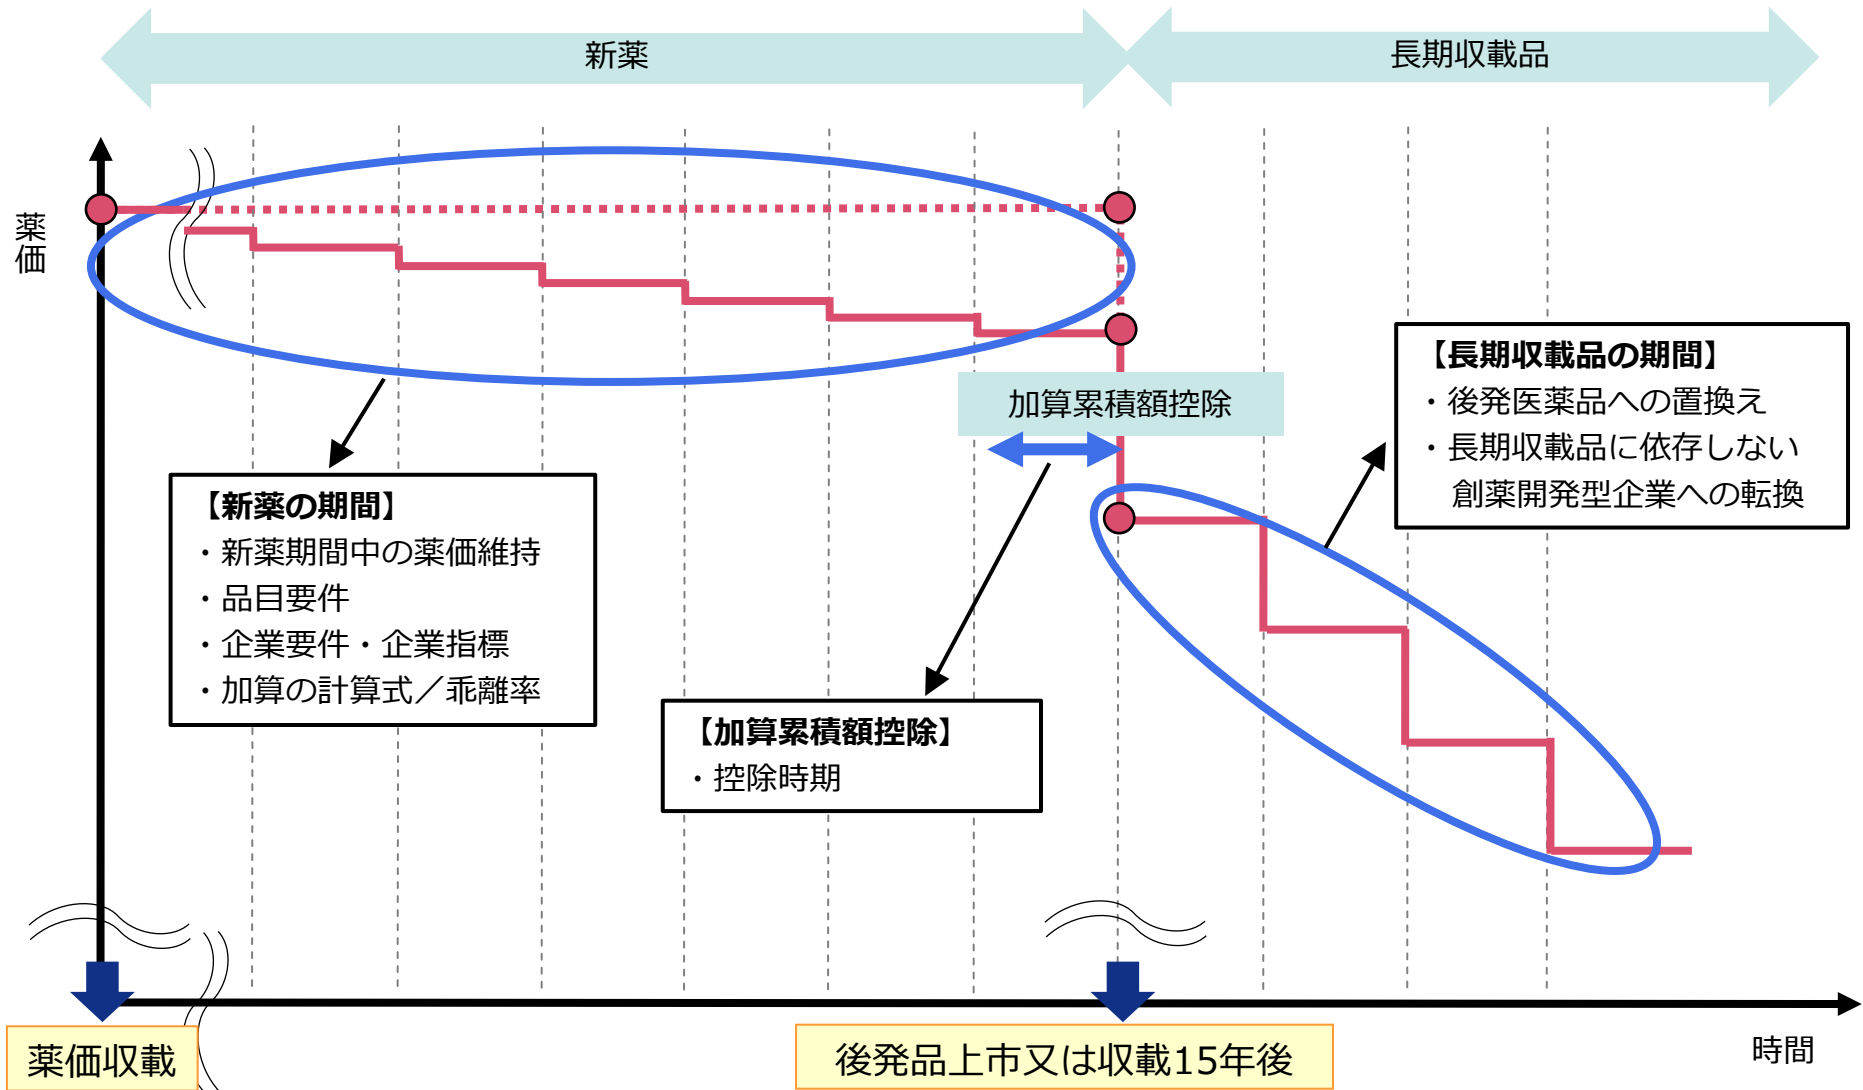 新薬
長期収載品
薬価
加算累積額控除
【長期収載品の期間】
・後発医薬品への置換え
・長期収載品に依存しない
創薬開発型企業への転換
【新薬の期間】
・新薬期間中の薬価維持
・品目要件
・企業要件・企業指標
・加算の計算式／乖離率
【加算累積額控除】
・控除時期
薬価収載
後発品上市又は収載15年後
時間